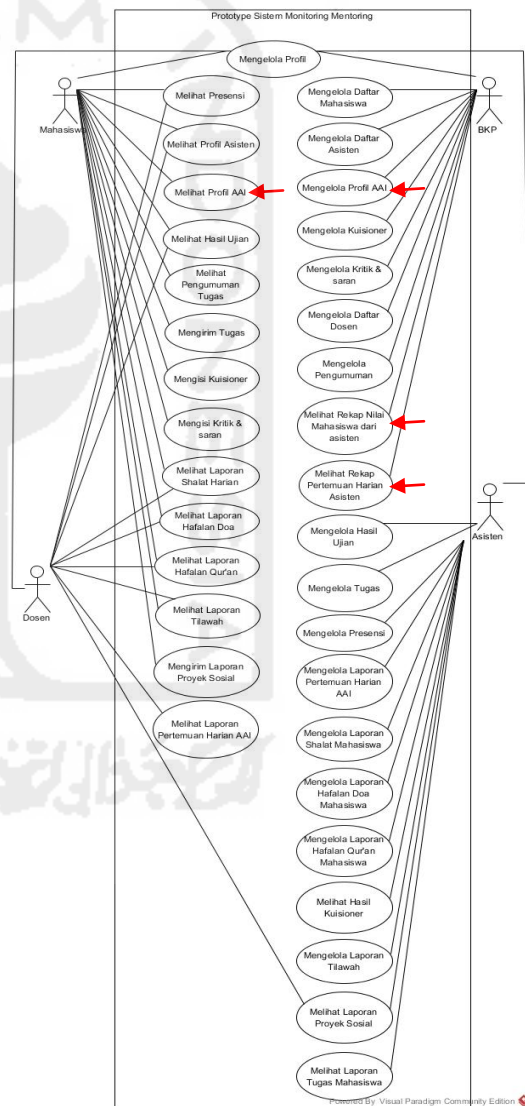 Prototype Sistem Monitoring Mentoring
Mengelola Profil
Mahasiswa
BKP
Melihat Presensi
Melihat Profil Asisten
Melihat Profil AAI
Melihat Hasil Ujian
Melihat
Pengumuman
Tugas
Mengirim Tugas
Mengisi Kuisioner
Mengisi Kritik &
saran
Melihat Laporan
Shalat Harian
Melihat Laporan
Hafalan Doa
Melihat Laporan
Hafalan Qur'an
Melihat Laporan
Tilawah
Mengirim Laporan
Proyek Sosial
Melihat Laporan
Pertemuan Harian AAI
Dosen
Mengelola Daftar
Mahasiswa
Mengelola Daftar
Asisten
Mengelola Profil AAI
Mengelola Kuisioner
Mengelola Kritik &
saran
Mengelola Daftar
Dosen
Mengelola
Pengumuman
Melihat Rekap Nilai
Mahasiswa dari
asisten
Melihat Rekap
Pertemuan Harian
Asisten
Asisten
Mengelola Hasil
Ujian
Mengelola Tugas
Mengelola Presensi
Mengelola Laporan
Pertemuan Harian
AAI
Mengelola Laporan
Shalat Mahasiswa
Mengelola Laporan
Hafalan Doa
Mahasiswa
Mengelola Laporan
Hafalan Qur'an
Mahasiswa
Melihat Hasil
Kuisioner
Mengelola Laporan
Tilawah
Melihat Laporan
Proyek Sosial
Melihat Laporan
Tugas Mahasiswa
Powered By Visual Paradigm Community Edition